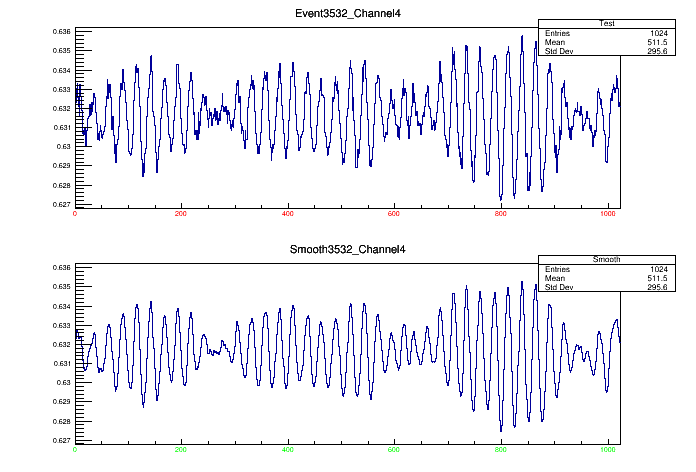 Event3532_Channel4
Test
Entries 1024
Mean 511.5
Std Dev 295.6
0.636
0.635
0.634
0.633
0.632
0.631
0.63
0.629
0.628
0.627
0 200 400 600 800 1000
Smooth3532_Channel4
Smooth
Entries 1024
Mean 511.5
Std Dev 295.6
0.636
0.635
0.634
0.633
0.632
0.631
0.63
0.629
0.628
0.627
0 200 400 600 800 1000